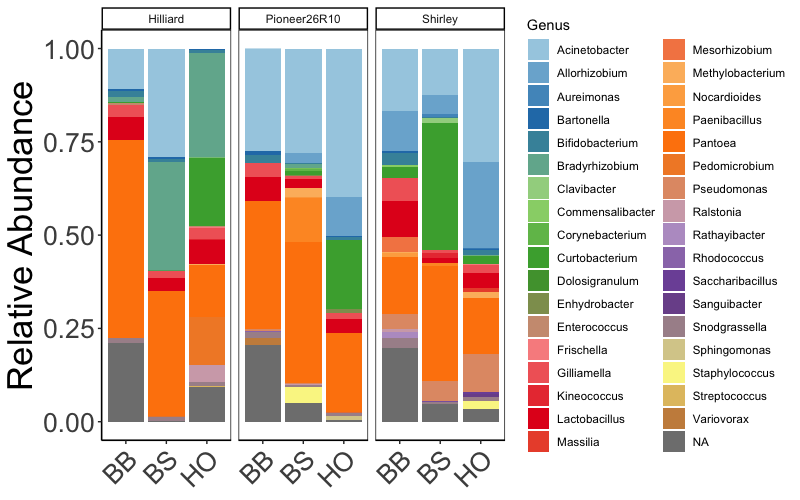 Hilliard
Pioneer26R10
Shirley
Relative Abundance
1.00
0.75
0.50
0.25
0.00
BB
BS
HO
BB
BS
HO
BB
BS
HO
Genus
Acinetobacter
Allorhizobium
Aureimonas
Bartonella
Bifidobacterium
Bradyrhizobium
Clavibacter
Commensalibacter
Corynebacterium
Curtobacterium
Dolosigranulum
Enhydrobacter
Enterococcus
Frischella
Gilliamella
Kineococcus
Lactobacillus
Massilia
Mesorhizobium
Methylobacterium
Nocardioides
Paenibacillus
Pantoea
Pedomicrobium
Pseudomonas
Ralstonia
Rathayibacter
Rhodococcus
Saccharibacillus
Sanguibacter
Snodgrassella
Sphingomonas
Staphylococcus
Streptococcus
Variovorax
NA